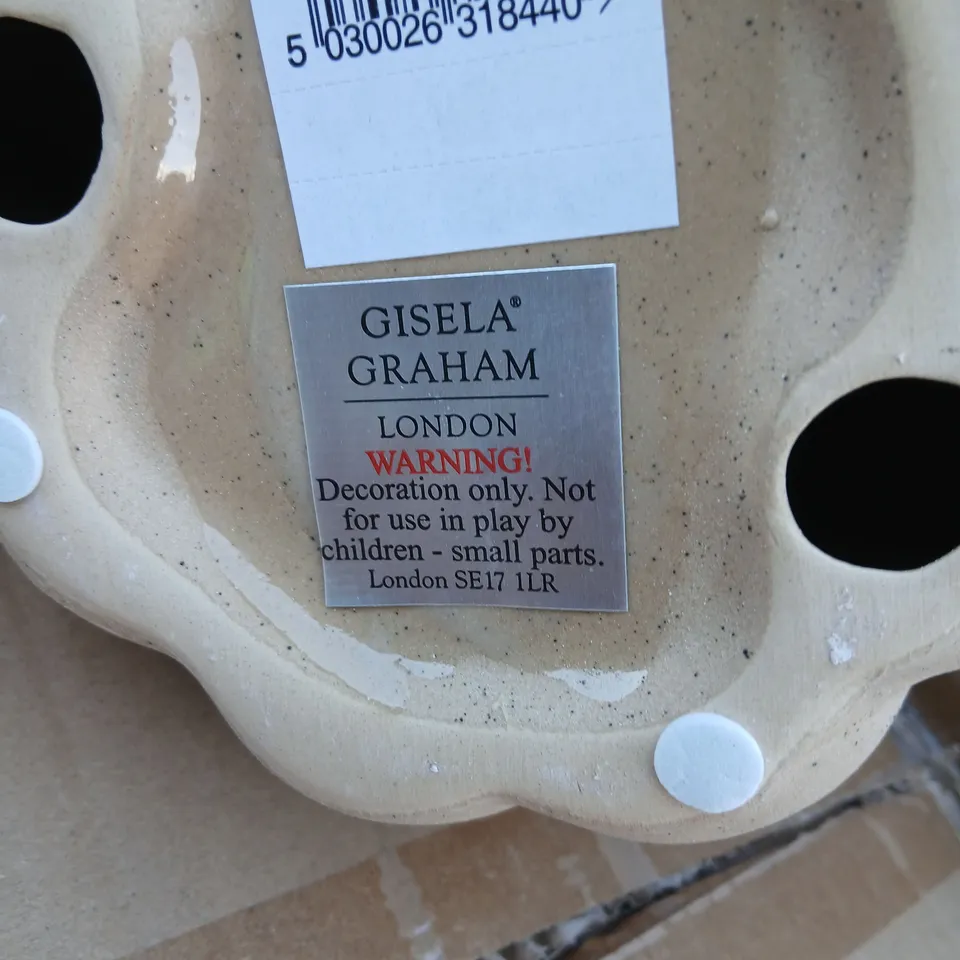 5 030026 318440
GISELA®
GRAHAM
LONDON
WARNING!
Decoration only. Not
for use in play by
children - small parts.
London SE17 1LR